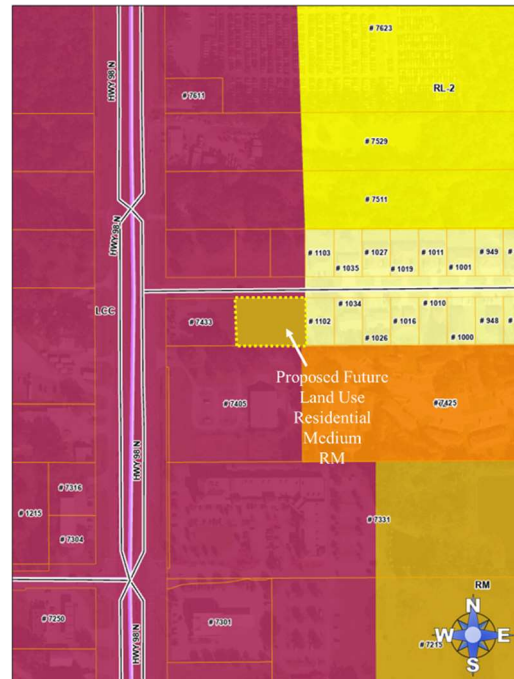 # 7623
HWY 98 N
RL-2
# 7611
# 7529
# 7511
HWY 98 N
# 1103
# 1027
# 1011
# 949
# 1035
# 1019
# 1001
LCC
# 1034
# 1010
# 7433
# 1102
# 1016
# 948
# 1026
# 1000
Proposed Future
Land Use
Residential
Medium
RM
# 7405
HWY 98 N
# 7316
# 1215
# 7304
# 7331
RM
# 7250
# 7301
HWY 98 N
# 7215
N
W E
S